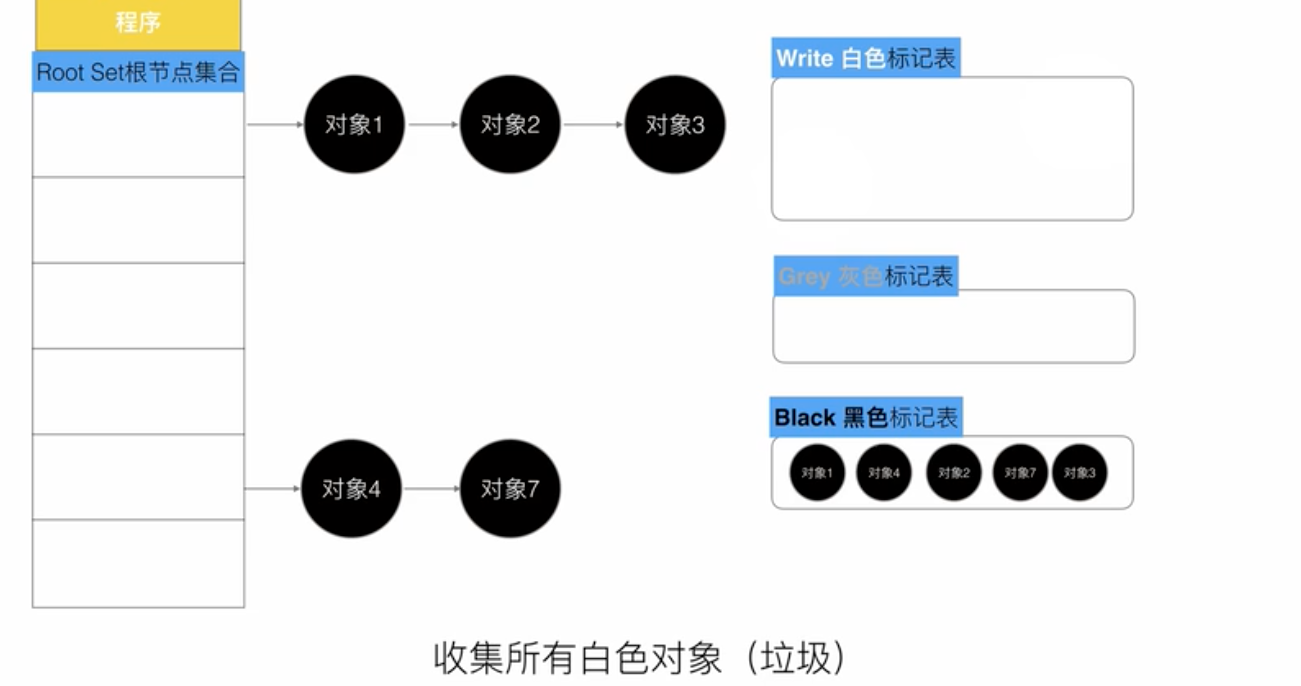 程序
Root Set根节点集合
对象1
对象2
对象3
对象4
对象7
Write 白色标记表
Grey 灰色标记表
Black 黑色标记表
对象1
对象4
对象2
对象7
对象3
收集所有白色对象（垃圾）